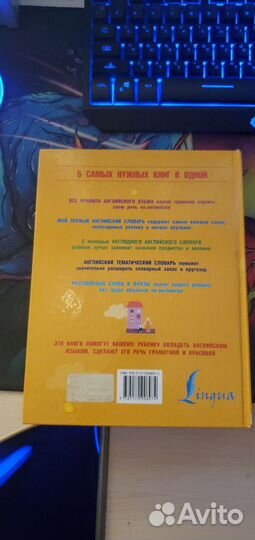 5 САМЫХ НУЖНЫХ КНИГ В ОДНОЙ
ВСЕ ПРАВИЛА АНГЛИЙСКОГО ЯЗЫКА научат грамотно строить
свою речь по-английски
МОЙ ПЕРВЫЙ АНГЛИЙСКИЙ СЛОВАРЬ содержит самые важные слова,
необходимые ребенку в начале обучения
С помощью НАГЛЯДНОГО АНГЛИЙСКОГО СЛОВАРЯ
ребенок лучше запомнит названия предметов и явлений
АНГЛИЙСКИЙ ТЕМАТИЧЕСКИЙ СЛОВАРЬ поможет
значительно расширить словарный запас и кругозор
РАЗГОВОРНЫЕ СЛОВА И ФРАЗЫ научат вашего ребенка
без труда общаться по-английски
ЭТИ КНИГИ ПОМОГУТ ВАШЕМУ РЕБЕНКУ ОВЛАДЕТЬ АНГЛИЙСКИМ
ЯЗЫКОМ, СДЕЛАЮТ ЕГО РЕЧЬ ГРАМОТНОЙ И КРАСИВОЙ
Lingua
Avito